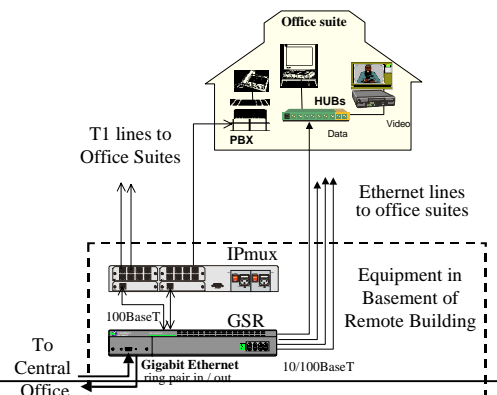 Office suite
HUBs
Data
Video
PBX
T1 lines to
Office Suites
Ethernet lines
to office suites
IPmux
Equipment in
Basement of
Remote Building
100BaseT
GSR
To
Central
Office
Gigabit Ethernet
ring pair in / out
10/100BaseT